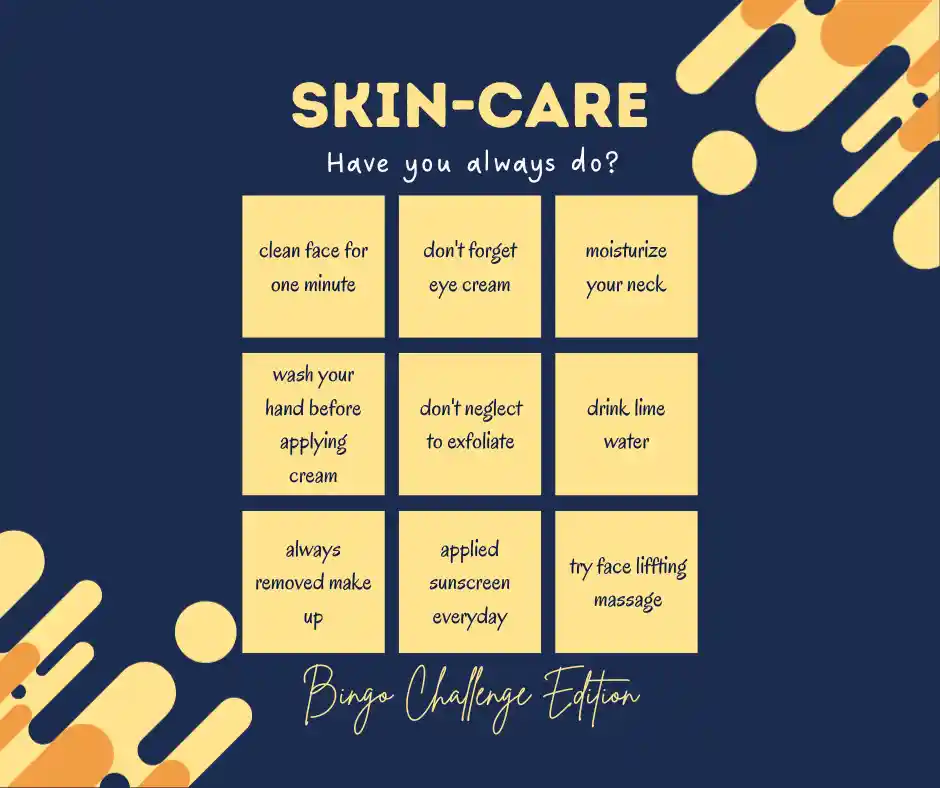 SKIN-CARE
Have you always do?
clean face for
one minute
don't forget
eye cream
moisturize
your neck
wash your
hand before
applying
cream
don't neglect
to exfoliate
drink lime
water
always
removed make
up
applied
sunscreen
everyday
try face liffting
massage
Bingo Challenge Edition